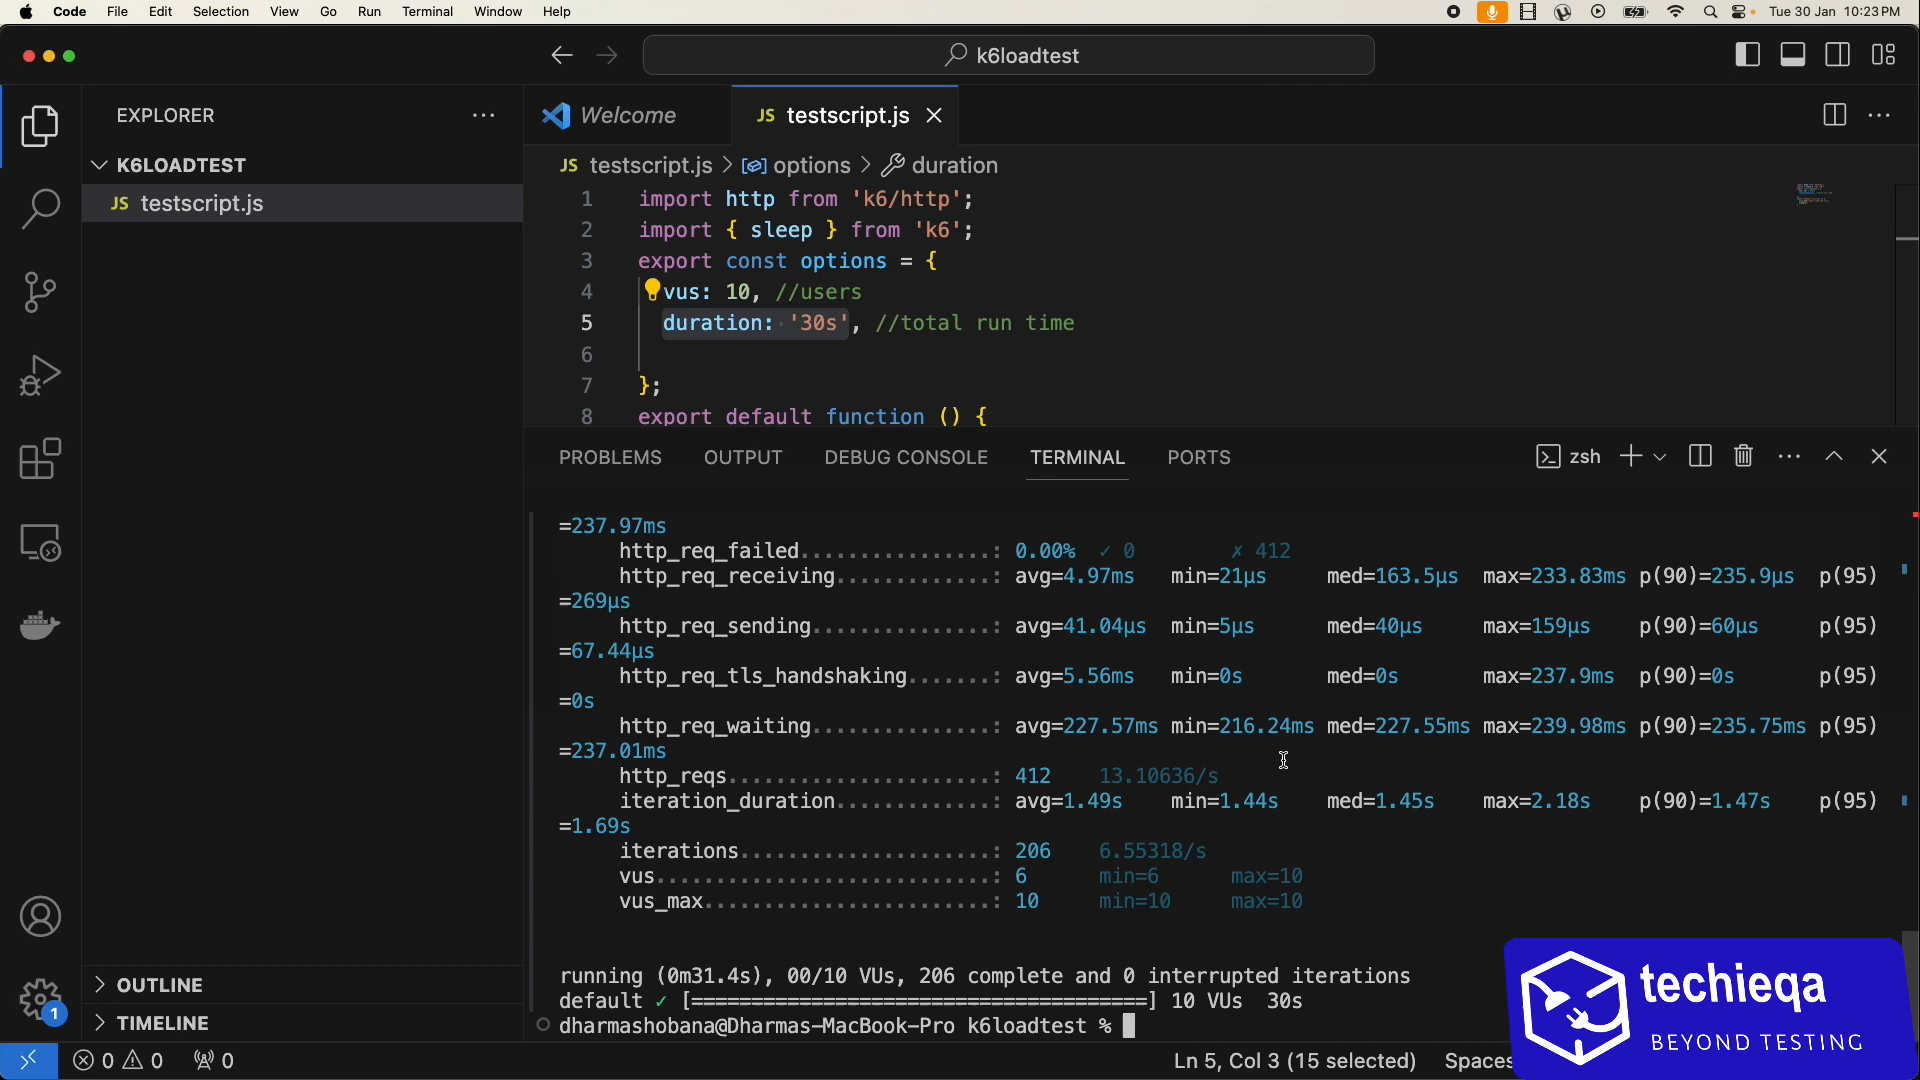 Code File Edit Selection View Go Run Terminal Window Help Tue 30 Jan 10:23 PM
k6loadtest
EXPLORER
K6LOADTEST
JS testscript.js
OUTLINE
TIMELINE
Welcome JS testscript.js
JS testscript.js > options > duration
1 import http from 'k6/http';
2 import { sleep } from 'k6';
3 export const options = {
4 vus: 10, //users
5 duration: '30s', //total run time
6
7 };
8 export default function () {
PROBLEMS OUTPUT DEBUG CONSOLE TERMINAL PORTS zsh
=237.97ms
http_req_failed................: 0.00% ✓ 0 ✗ 412
http_req_receiving.............: avg=4.97ms min=21µs med=163.5µs max=233.83ms p(90)=235.9µs p(95)
=269µs
http_req_sending...............: avg=41.04µs min=5µs med=40µs max=159µs p(90)=60µs p(95)
=67.44µs
http_req_tls_handshaking.......: avg=5.56ms min=0s med=0s max=237.9ms p(90)=0s p(95)
=0s
http_req_waiting...............: avg=227.57ms min=216.24ms med=227.55ms max=239.98ms p(90)=235.75ms p(95)
=237.01ms
http_reqs......................: 412 13.10636/s
iteration_duration.............: avg=1.49s min=1.44s med=1.45s max=2.18s p(90)=1.47s p(95)
=1.69s
iterations.....................: 206 6.55318/s
vus............................: 6 min=6 max=10
vus_max........................: 10 min=10 max=10
running (0m31.4s), 00/10 VUs, 206 complete and 0 interrupted iterations
default ✓ [======================================] 10 VUs 30s
dharmashobana@Dharmas-MacBook-Pro k6loadtest %
techieqa
BEYOND TESTING
1
0 0 0 Ln 5, Col 3 (15 selected) Spaces